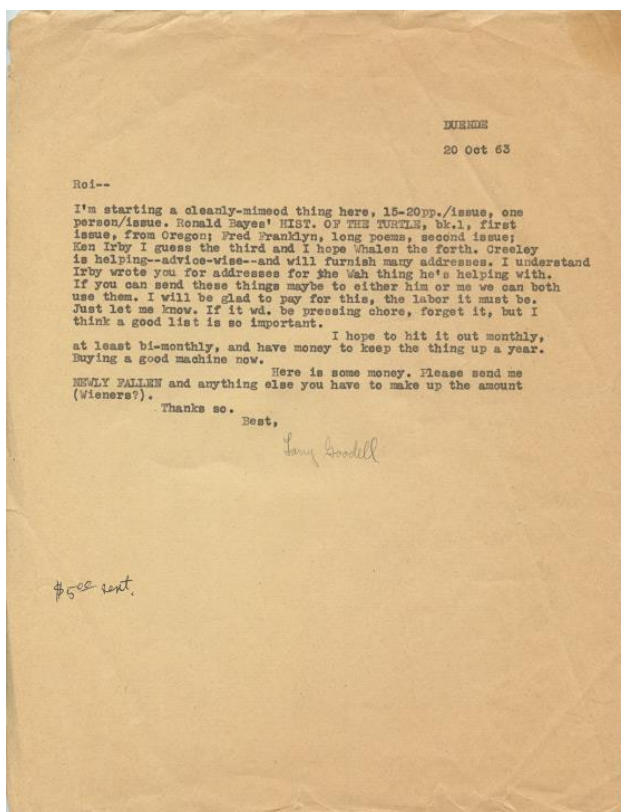 DUENDE
20 Oct 63
Roi--
I'm starting a cleanly-mimeod thing here, 15-20pp./issue, one
person/issue. Ronald Bayes' HIST. OF THE TURTLE, bk.1, first
issue, from Oregon; Fred Franklyn, long poems, second issue;
Ken Irby I guess the third and I hope Whalen the forth. Creeley
is helping--advice-wise--and will furnish many addresses. I understand
Irby wrote you for addresses for the Wah thing he's helping with.
If you can send these things maybe to either him or me we can both
use them. I will be glad to pay for this, the labor it must be.
Just let me know. If it wd. be pressing chore, forget it, but I
think a good list is so important.
I hope to hit it out monthly,
at least bi-monthly, and have money to keep the thing up a year.
Buying a good machine now.
Here is some money. Please send me
NEWLY FALLEN and anything else you have to make up the amount
(Wieners?).
Thanks so.
Best,
Larry Goodell
$5.00 sent.